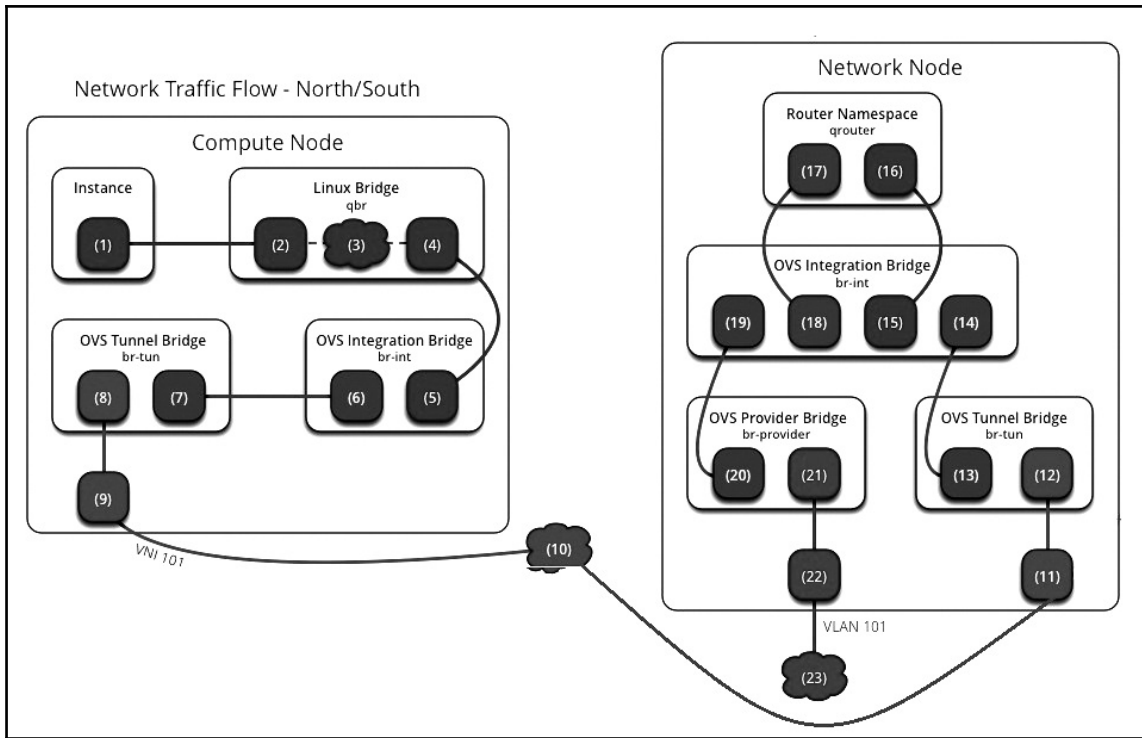 Network Traffic Flow - North/South
Compute Node
Instance
(1)
Linux Bridge
qbr
(2)
(3)
(4)
OVS Tunnel Bridge
br-tun
(8)
(7)
OVS Integration Bridge
br-int
(6)
(5)
(9)
VNI 101
(10)
Network Node
Router Namespace
qrouter
(17)
(16)
OVS Integration Bridge
br-int
(19)
(18)
(15)
(14)
OVS Provider Bridge
br-provider
(20)
(21)
OVS Tunnel Bridge
br-tun
(13)
(12)
(22)
(11)
VLAN 101
(23)